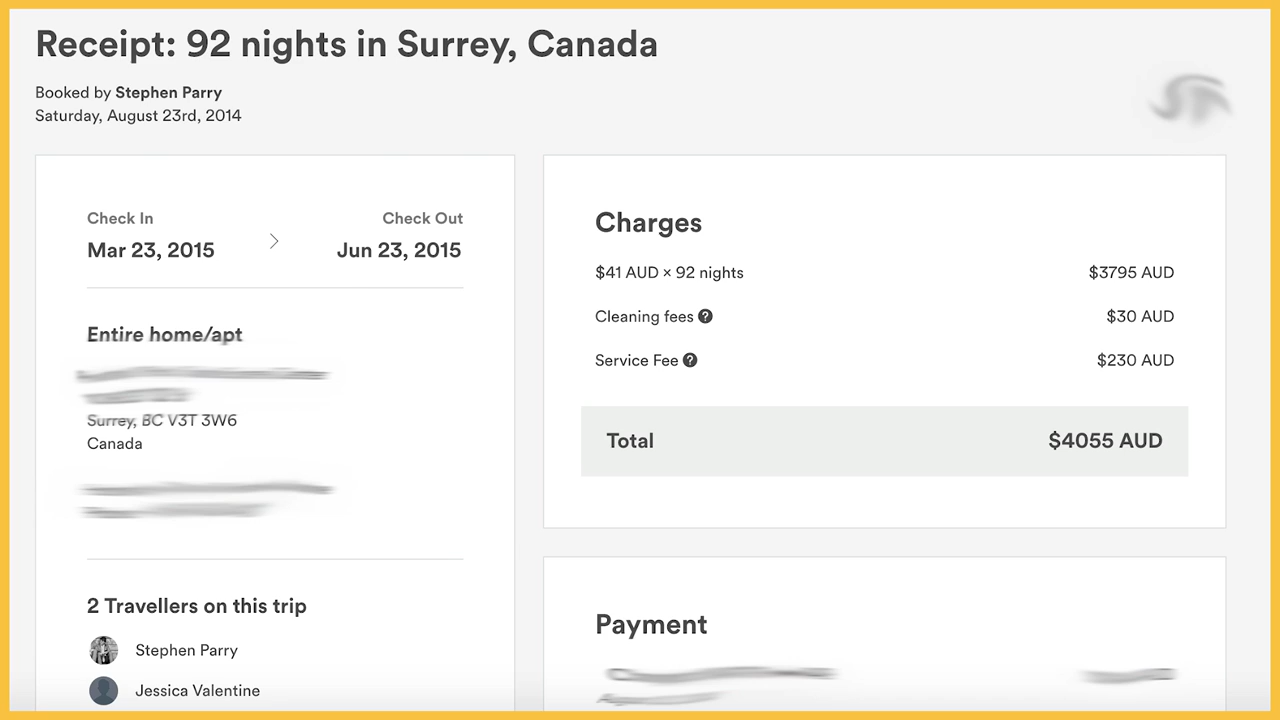 Receipt: 92 nights in Surrey, Canada
Booked by Stephen Parry
Saturday, August 23rd, 2014
Check In
Check Out
Mar 23, 2015
Jun 23, 2015
Entire home/apt
Surrey, BC V3T 3W6
Canada
2 Travellers on this trip
Stephen Parry
Jessica Valentine
Charges
$41 AUD × 92 nights
$3795 AUD
Cleaning fees ?
$30 AUD
Service Fee ?
$230 AUD
Total
$4055 AUD
Payment